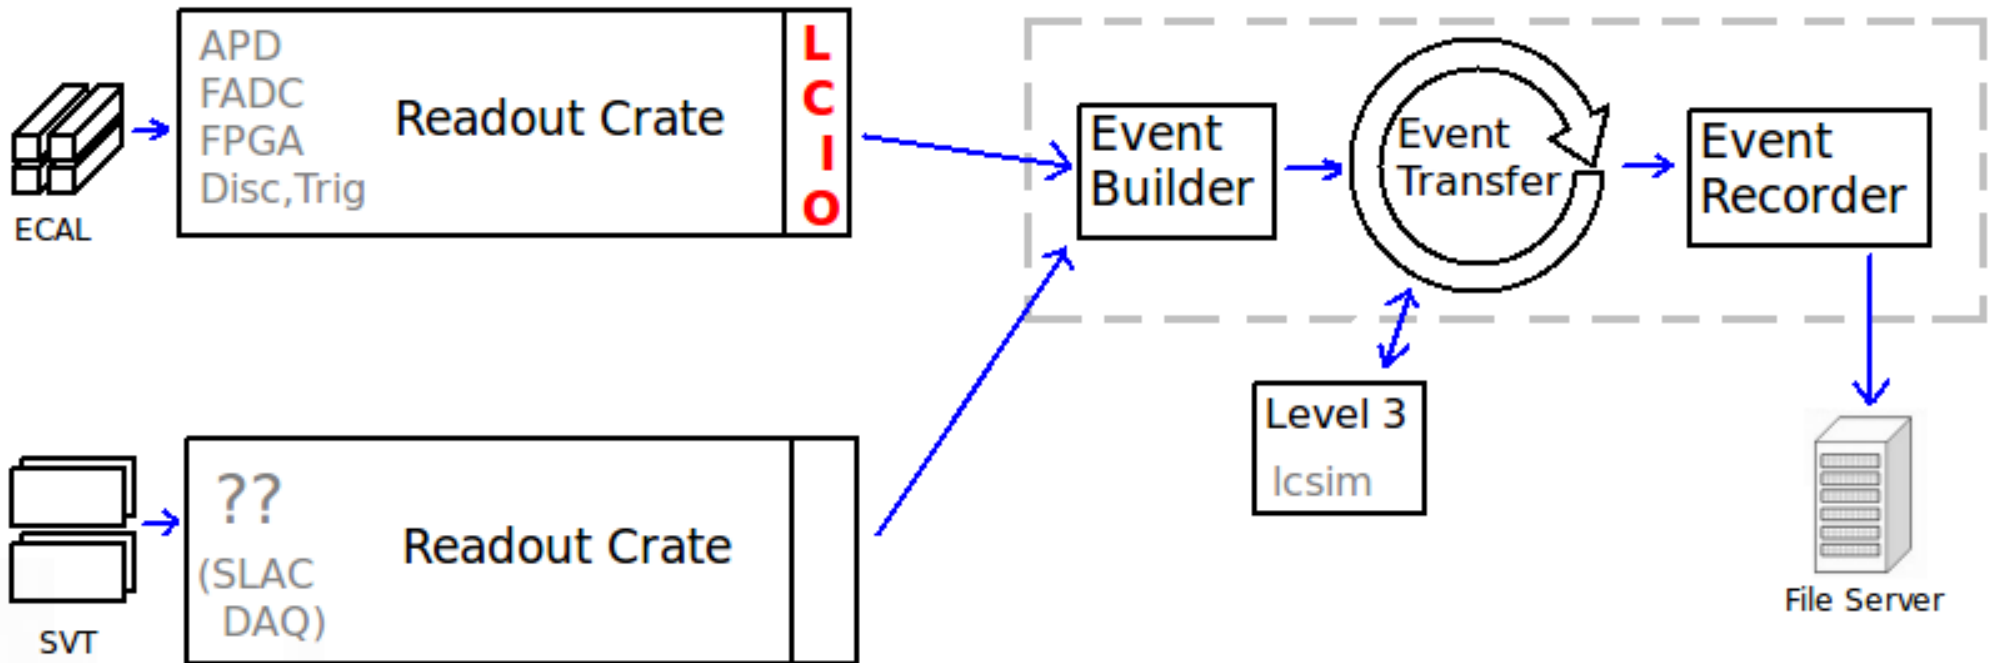 ECAL
APD
FADC
FPGA
Disc,Trig
Readout Crate
L
C
I
O
Event
Builder
Event
Transfer
Event
Recorder
Level 3
lcsim
File Server
SVT
??
(SLAC
DAQ)
Readout Crate